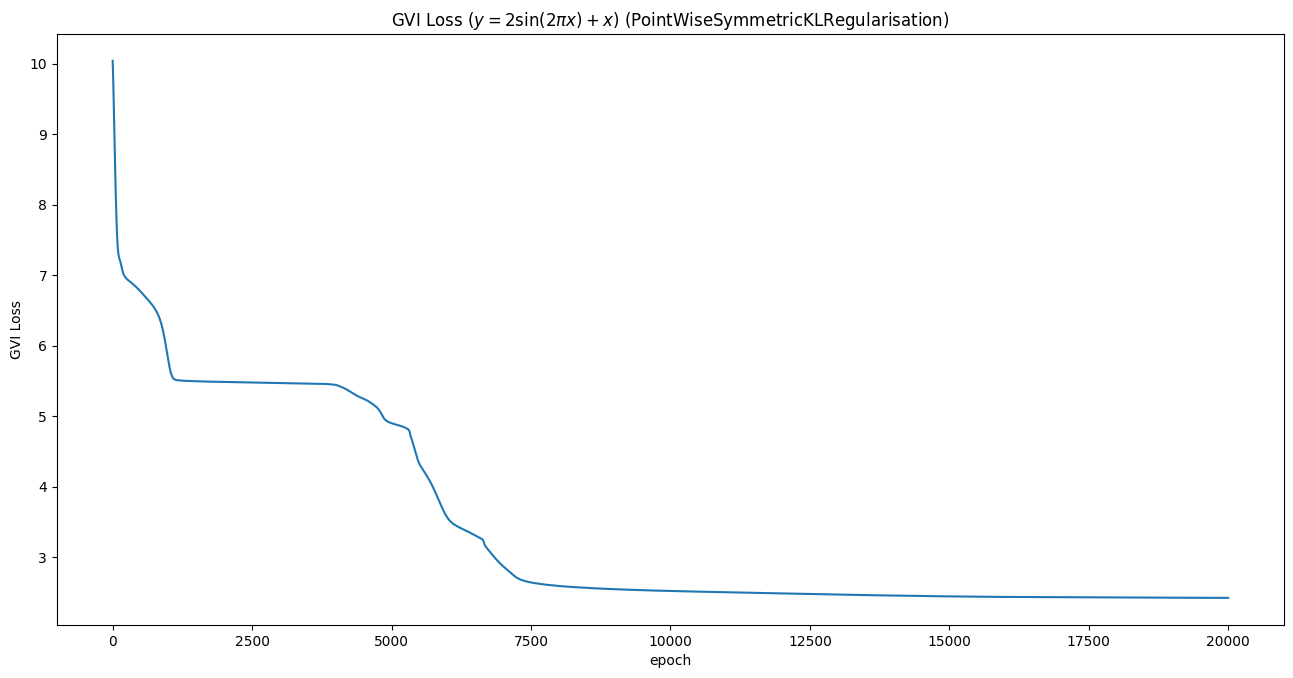 GVI Loss (y = 2sin(2πx) + x) (PointWiseSymmetricKLRegularisation)
10
9
8
7
6
5
4
3
GVI Loss
0 2500 5000 7500 10000 12500 15000 17500 20000
epoch